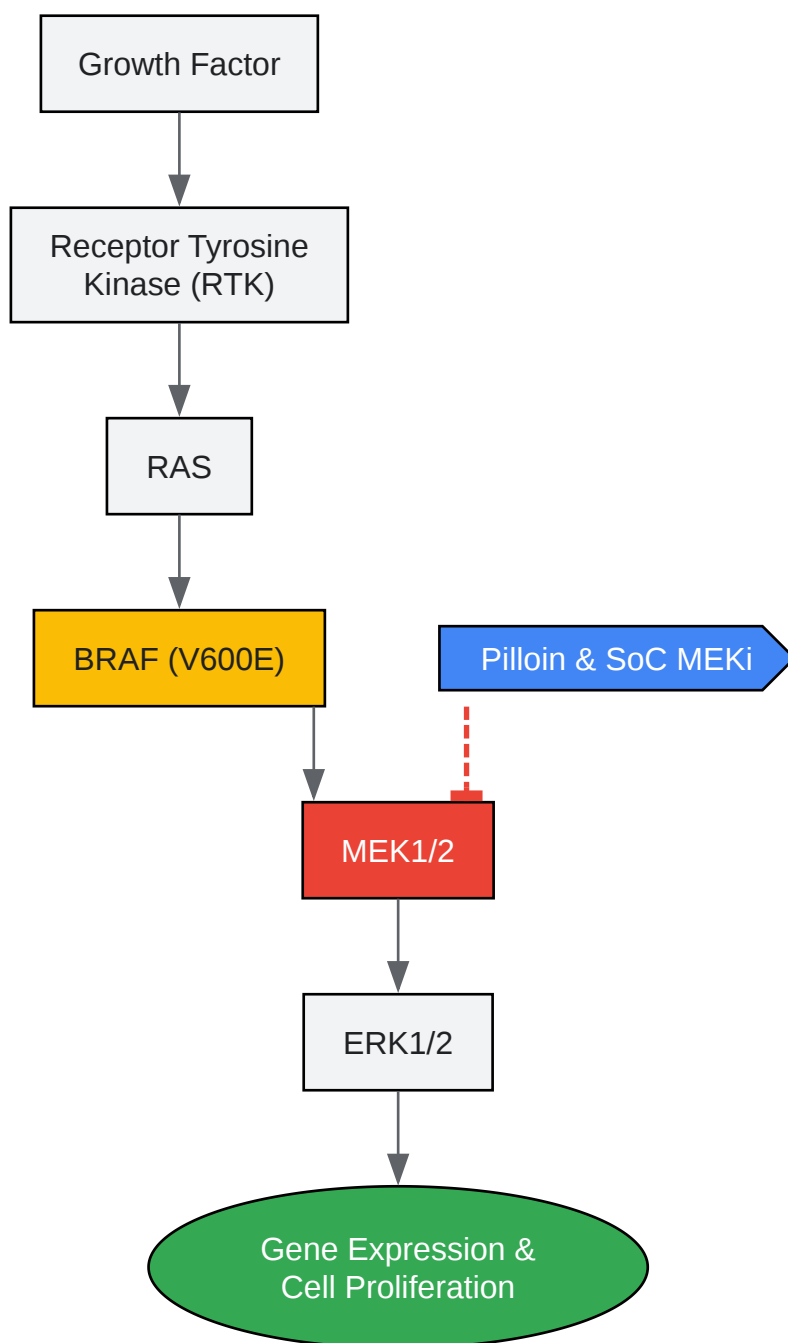 Growth Factor
Receptor Tyrosine
Kinase (RTK)
RAS
BRAF (V600E)
Pilloin & SoC MEKi
MEK1/2
ERK1/2
Gene Expression &
Cell Proliferation